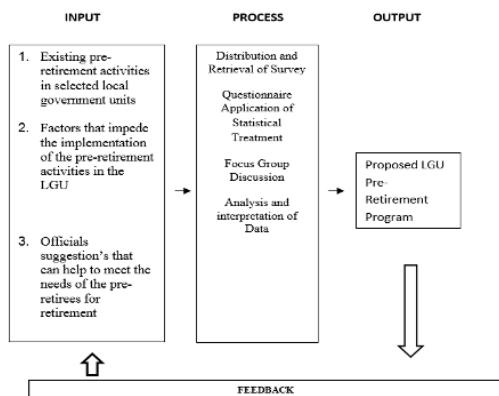 INPUT
PROCESS
OUTPUT
1. Existing pre-
retirement activities
in selected local
government units
2. Factors that impede
the implementation
of the pre-retirement
activities in the
LGU
3. Officials
suggestion's that
can help to meet the
needs of the pre-
retirees for
retirement
Distribution and
Retrieval of Survey
Questionnaire
Application of
Statistical
Treatment
Focus Group
Discussion
Analysis and
interpretation of
Data
Proposed LGU
Pre-
Retirement
Program
FEEDBACK